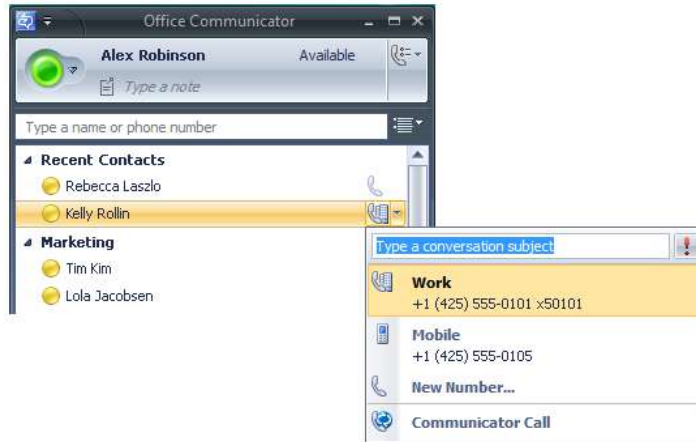 Office Communicator
Alex Robinson Available
Type a note
Type a name or phone number
Recent Contacts
Rebecca Laszlo
Kelly Rollin
Marketing
Tim Kim
Lola Jacobsen
Type a conversation subject
Work
+1 (425) 555-0101 x50101
Mobile
+1 (425) 555-0105
New Number...
Communicator Call